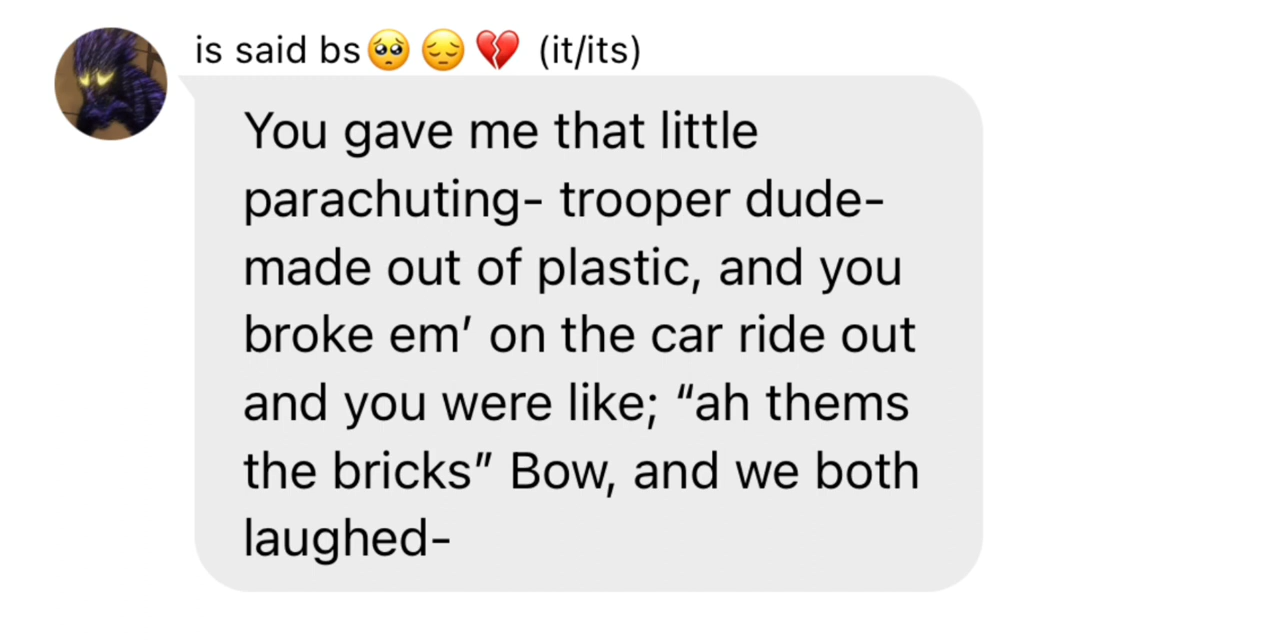 is said bs🥺😔💔 (it/its)
You gave me that little
parachuting- trooper dude-
made out of plastic, and you
broke em’ on the car ride out
and you were like; “ah thems
the bricks” Bow, and we both
laughed-